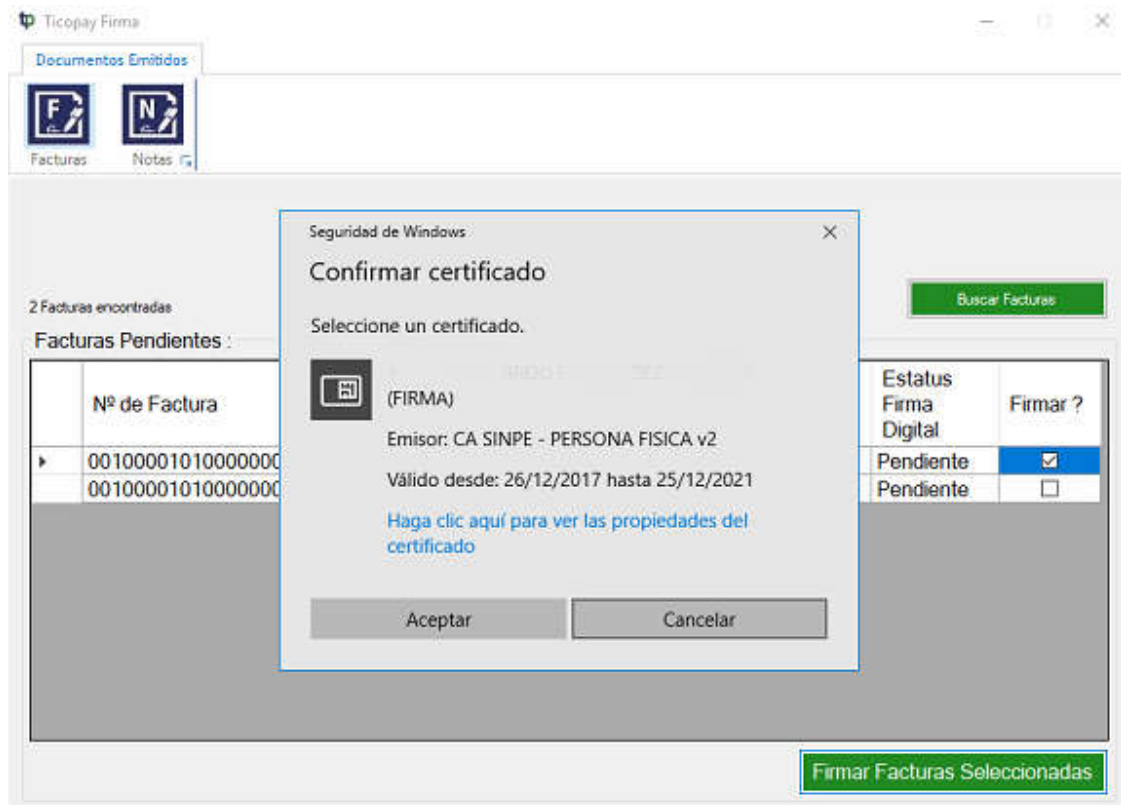 Ticopay Firma
Documentos Emitidos
Facturas
Notas
Seguridad de Windows
Confirmar certificado
Seleccione un certificado.
(FIRMA)
Emisor: CA SINPE - PERSONA FISICA v2
Válido desde: 26/12/2017 hasta 25/12/2021
Haga clic aquí para ver las propiedades del
certificado
Aceptar
Cancelar
2 Facturas encontradas
Buscar Facturas
Facturas Pendientes :
Nº de Factura
Estatus
Firma
Digital
Firmar ?
00100001010000000 Pendiente
00100001010000000 Pendiente
Firmar Facturas Seleccionadas